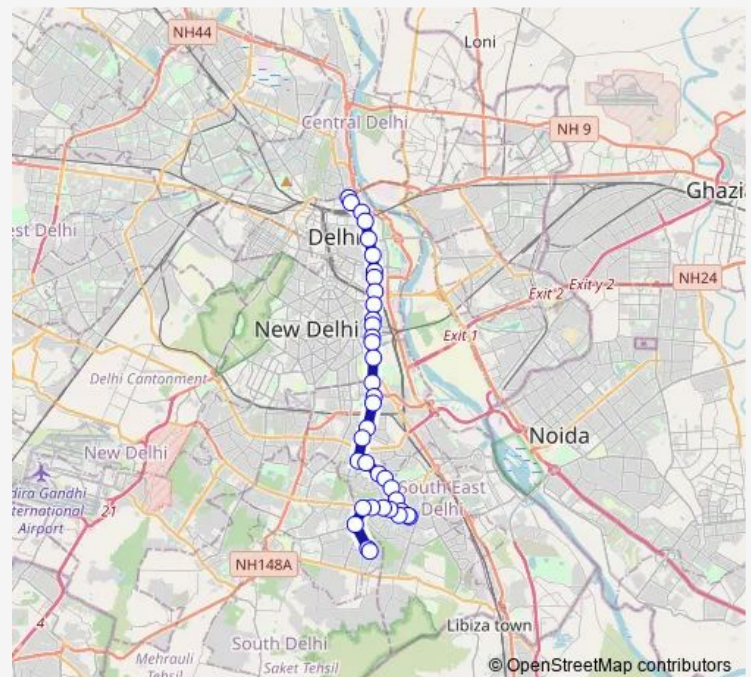 NH44
Loni
Central Delhi
NH 9
Ghazi
est Delhi
Delhi
Exit 2
Exit-y 2
NH24
New Delhi
Exit 1
Delhi Cantonment
Noida
New Delhi
dira Gandhi
nternational
Airport
21
South East
Delhi
NH148A
4
Libiza town
South Delhi
Mehrauli
Tehsil
Saket Tehsil
© OpenStreetMap contributors